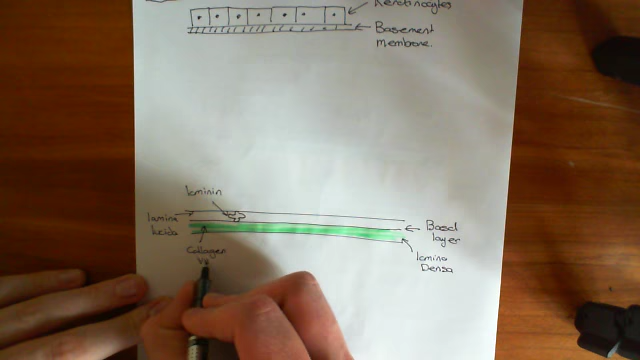 Keratinocytes
Basement
membrane.
laminin
lamina
lucida
Basal
layer
Collagen
lamina
Densa